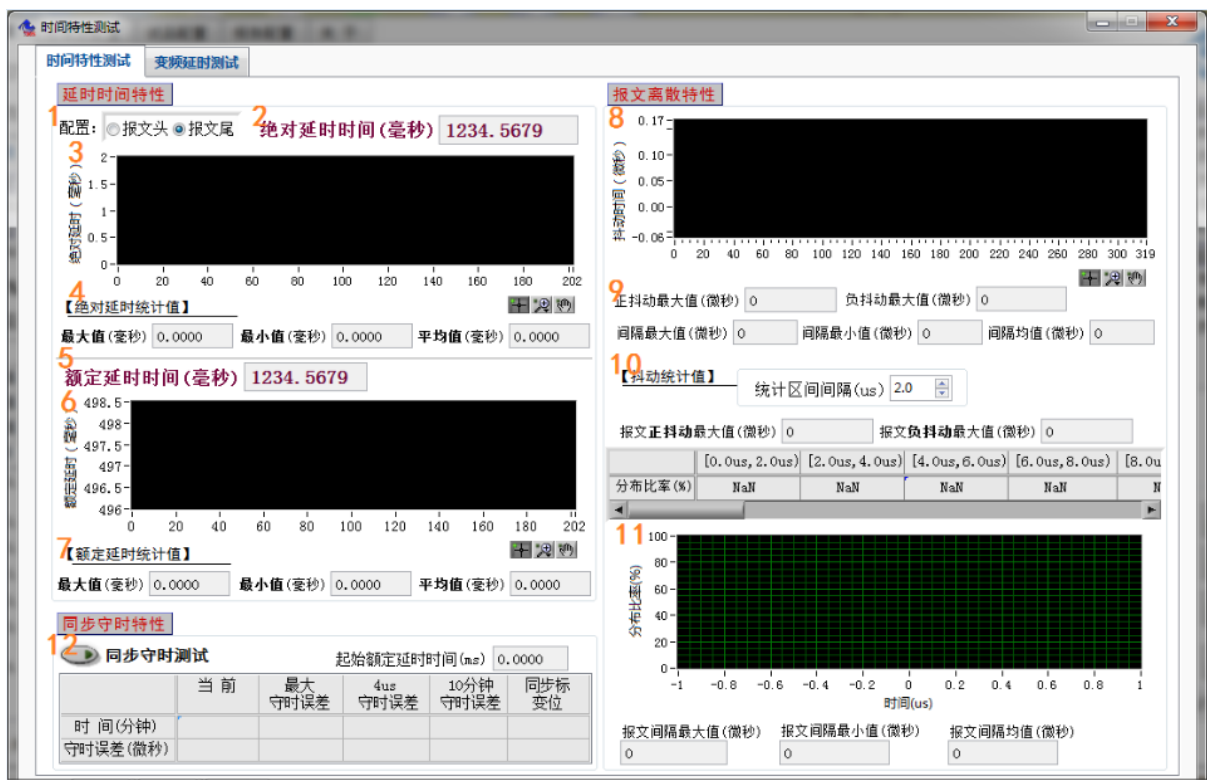 时间特性测试
时间特性测试 变频延时测试
延时时间特性
1 配置: 报文头 报文尾 2 绝对延时时间(毫秒) 1234.5679
3
绝对延时(毫秒)
2
1.5
1
0.5
0
0 20 40 60 80 100 120 140 160 180 202
4
【绝对延时统计值】
最大值(毫秒) 0.0000 最小值(毫秒) 0.0000 平均值(毫秒) 0.0000
5
额定延时时间(毫秒) 1234.5679
6
额定延时(毫秒)
498.5
498
497.5
497
496.5
496
0 20 40 60 80 100 120 140 160 180 202
7
【额定延时统计值】
最大值(毫秒) 0.0000 最小值(毫秒) 0.0000 平均值(毫秒) 0.0000
同步守时特性
12
同步守时测试 起始额定延时时间(ms) 0.0000
当 前 最大守时误差 4us守时误差 10分钟守时误差 同步标变位
时 间(分钟)
守时误差(微秒)
报文离散特性
8
抖动时间(微秒)
0.17
0.10
0.05
0.00
-0.06
0 20 40 60 80 100 120 140 160 180 200 220 240 260 280 300 319
9
正抖动最大值(微秒) 0 负抖动最大值(微秒) 0
间隔最大值(微秒) 0 间隔最小值(微秒) 0 间隔均值(微秒) 0
10
【抖动统计值】 统计区间间隔(us) 2.0
报文正抖动最大值(微秒) 0 报文负抖动最大值(微秒) 0
[0.0us,2.0us) [2.0us,4.0us) [4.0us,6.0us) [6.0us,8.0us) [8.0u
分布比率(%) NaN NaN NaN NaN N
11
分布比率(%)
100
80
60
40
20
0
-1 -0.8 -0.6 -0.4 -0.2 0 0.2 0.4 0.6 0.8 1
时间(us)
报文间隔最大值(微秒) 报文间隔最小值(微秒) 报文间隔均值(微秒)
0 0 0